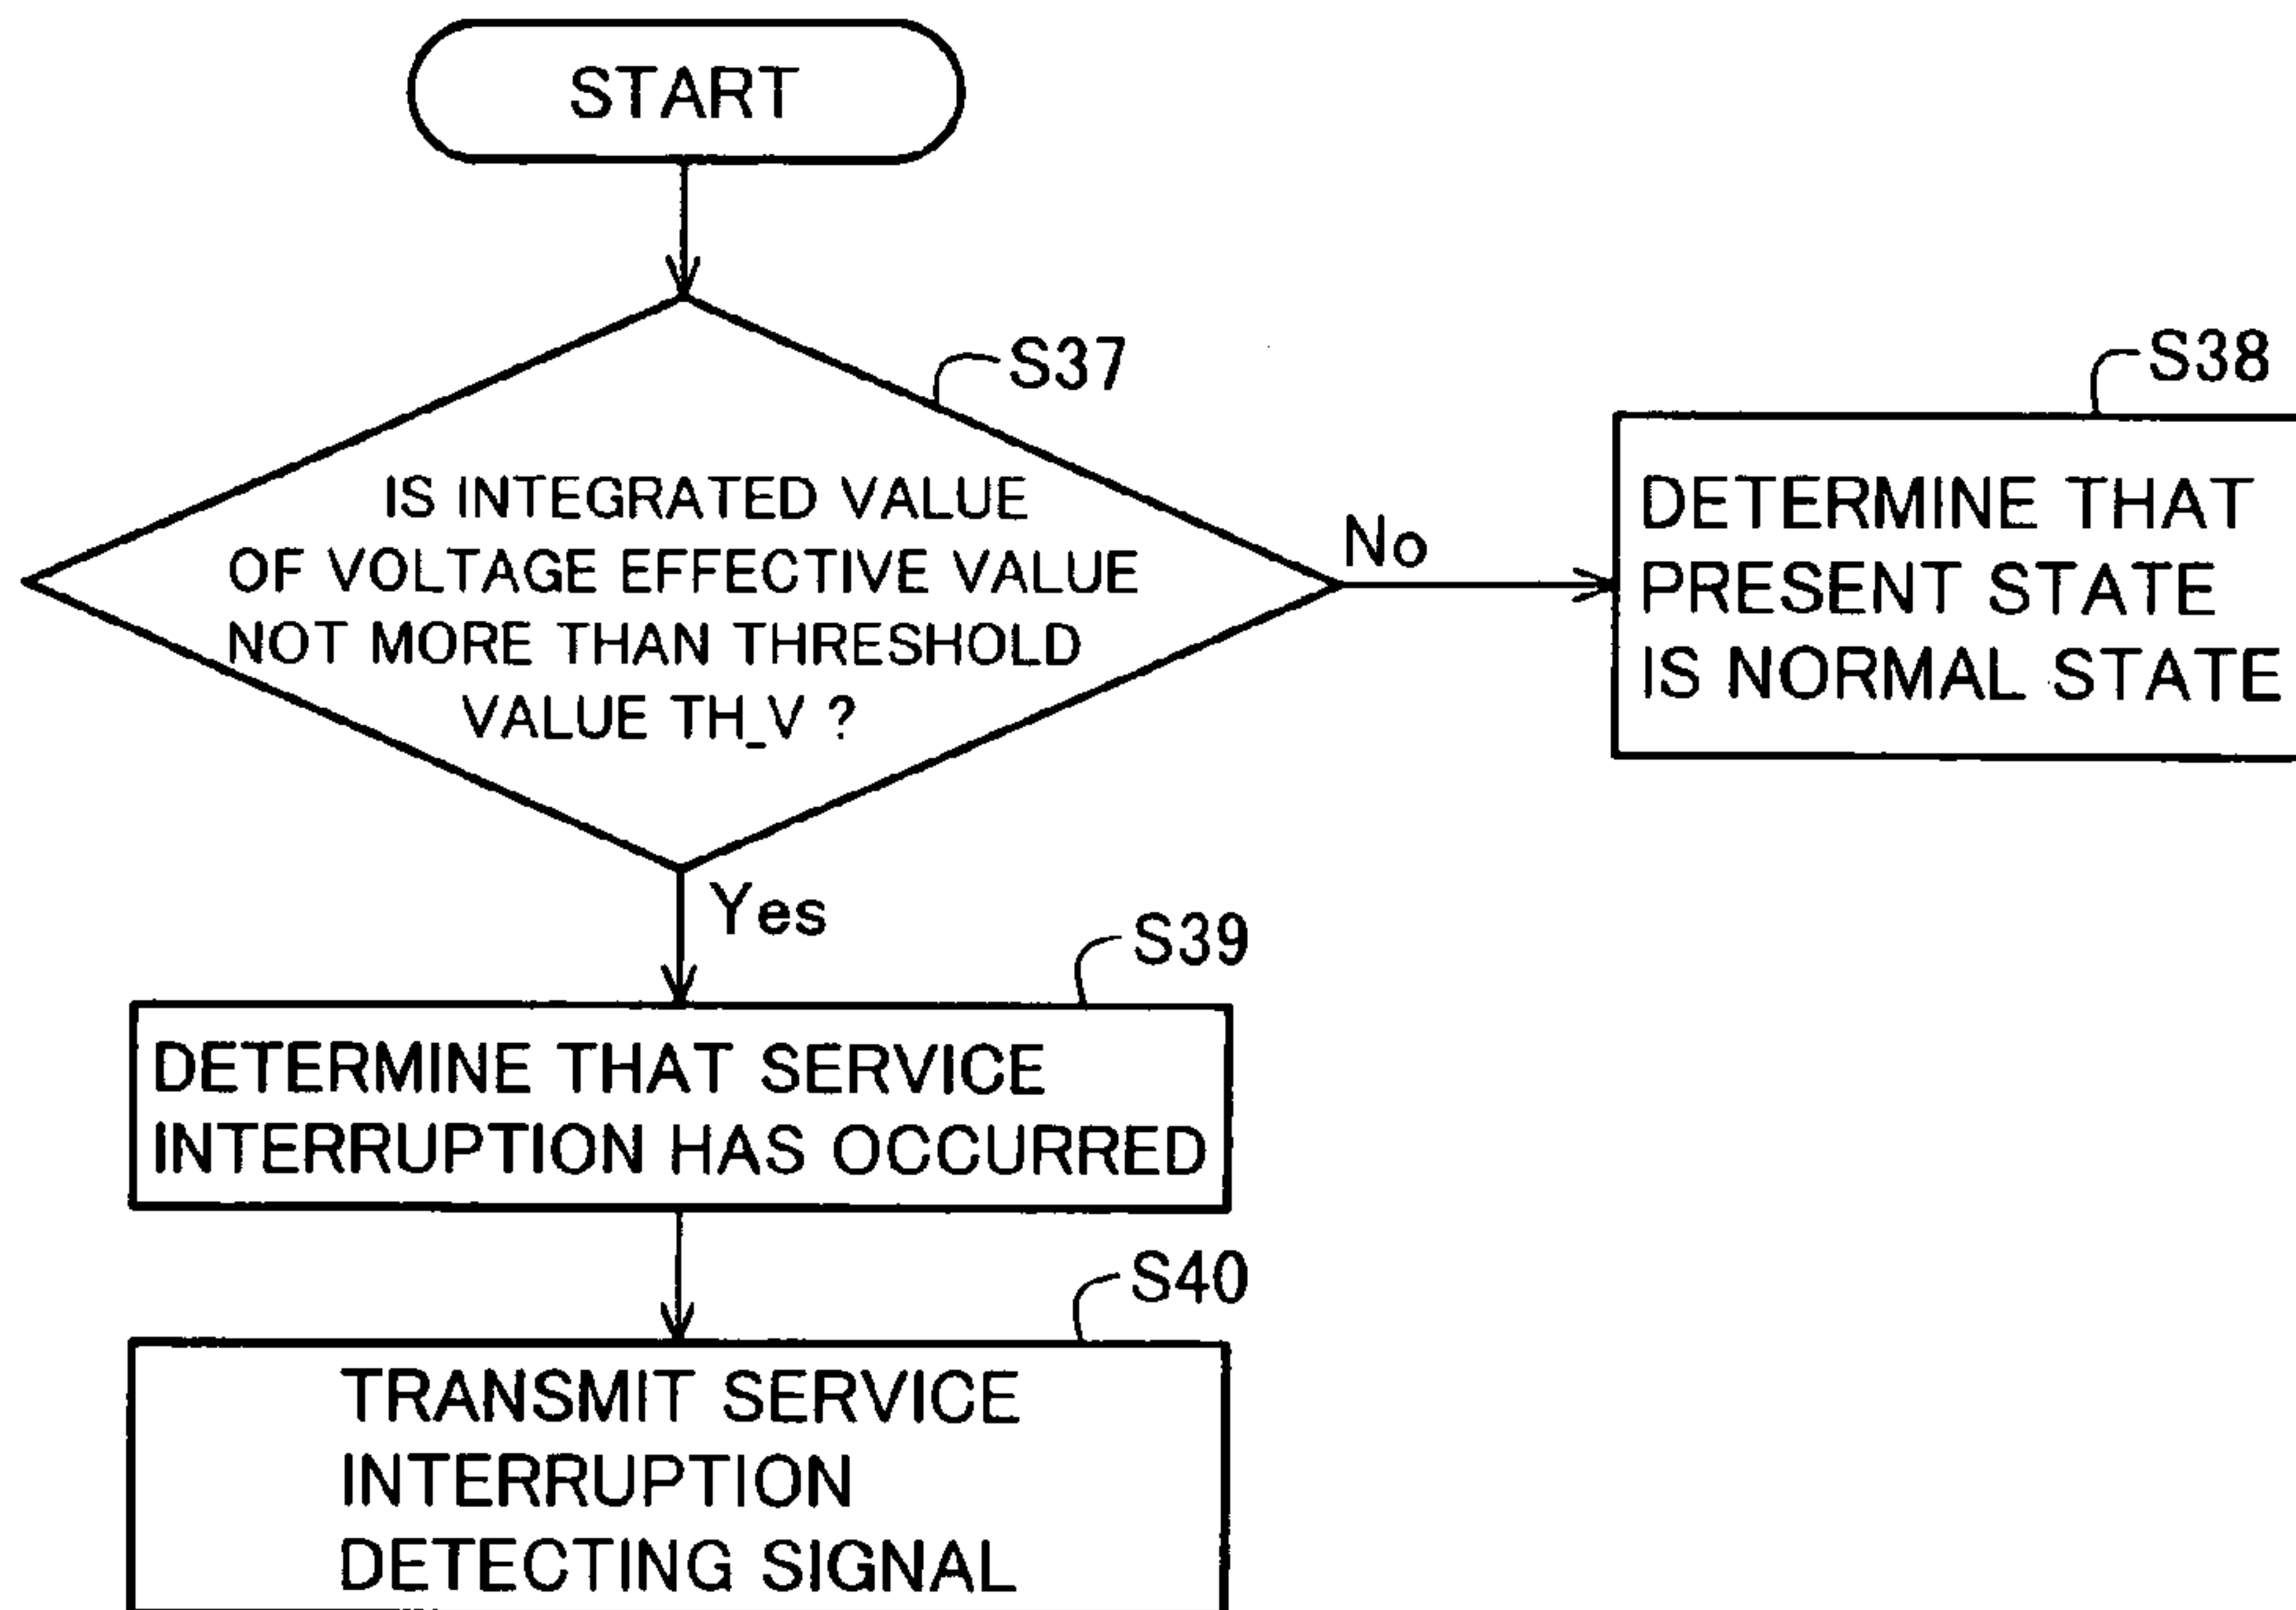 START
S37
IS INTEGRATED VALUE
OF VOLTAGE EFFECTIVE VALUE
NOT MORE THAN THRESHOLD
VALUE TH_V ?
No
S38
DETERMINE THAT
PRESENT STATE
IS NORMAL STATE
Yes
S39
DETERMINE THAT SERVICE
INTERRUPTION HAS OCCURRED
S40
TRANSMIT SERVICE
INTERRUPTION
DETECTING SIGNAL